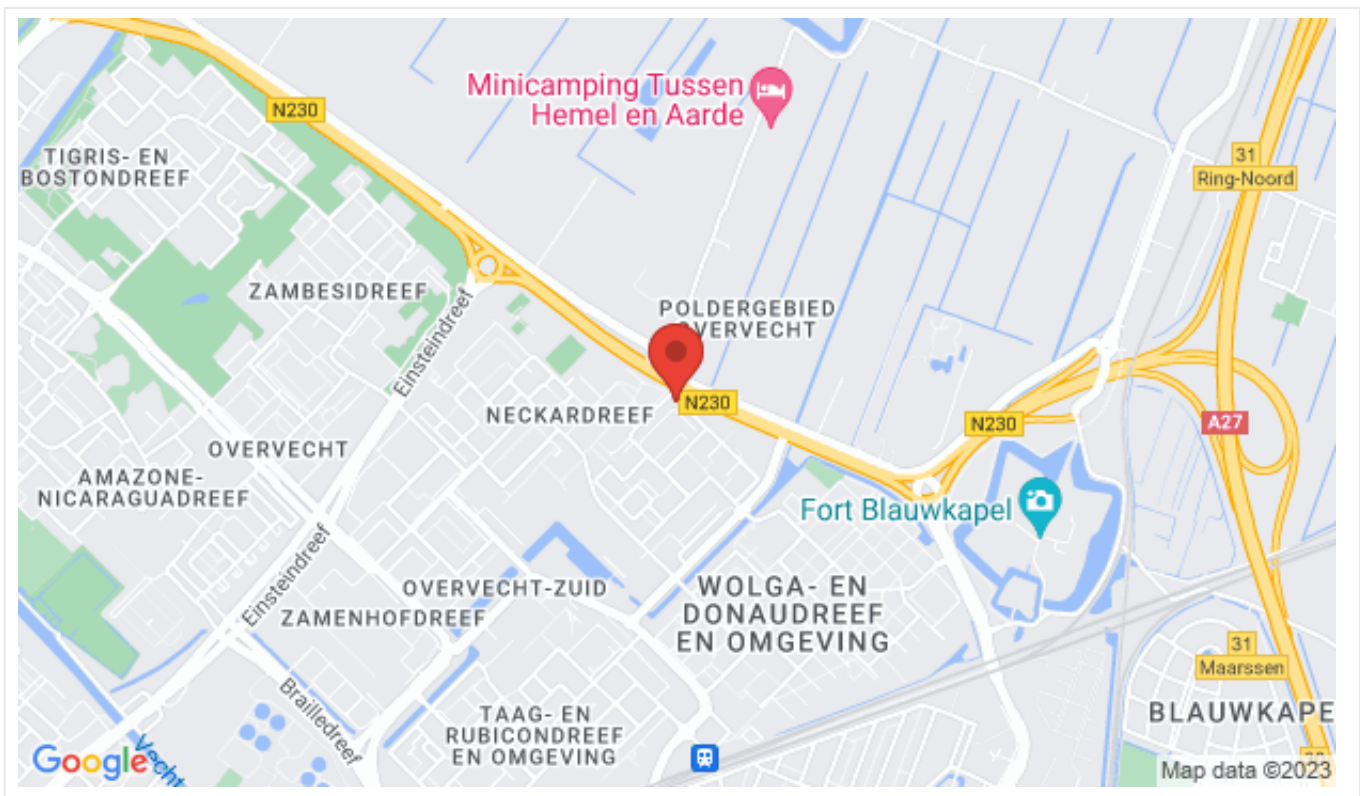 Minicamping Tussen
Hemel en Aarde
N230
TIGRIS- EN
BOSTONDREEF
31
Ring-Noord
ZAMBESIDREEF
Einsteindreef
POLDERGEBIED
OVERVECHT
N230
NECKARDREEF
N230
A27
OVERVECHT
AMAZONE-
NICARAGUADREEF
Fort Blauwkapel
Einsteindreef
OVERVECHT-ZUID
ZAMENHOFDREEF
WOLGA- EN
DONAUDREEF
EN OMGEVING
31
Maarssen
Brailledreef
TAAG- EN
RUBICONDREEF
EN OMGEVING
BLAUWKAPE
Google
Vecht
Map data ©2023